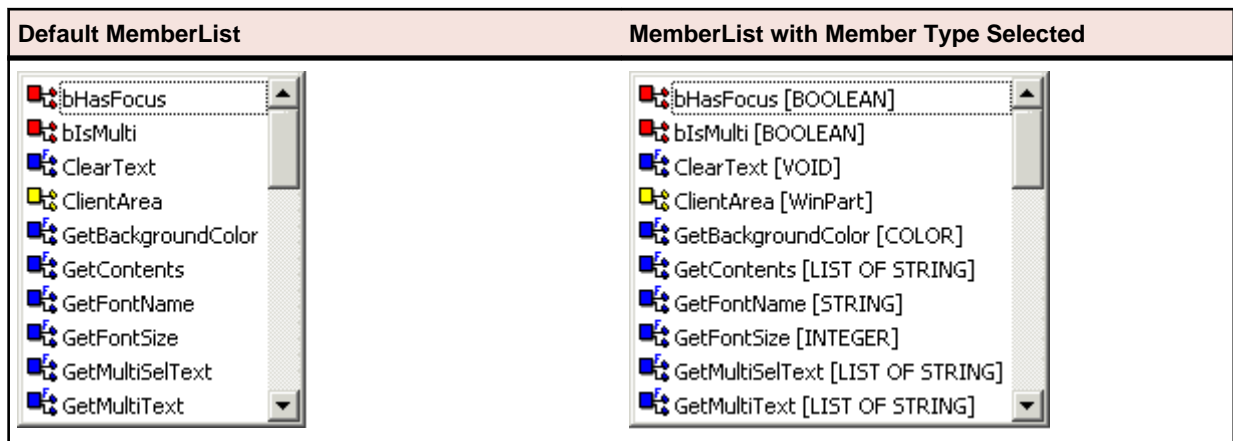 Default MemberList
MemberList with Member Type Selected
bHasFocus
bIsMulti
ClearText
ClientArea
GetBackgroundColor
GetContents
GetFontName
GetFontSize
GetMultiSelText
GetMultiText
bHasFocus [BOOLEAN]
bIsMulti [BOOLEAN]
ClearText [VOID]
ClientArea [WinPart]
GetBackgroundColor [COLOR]
GetContents [LIST OF STRING]
GetFontName [STRING]
GetFontSize [INTEGER]
GetMultiSelText [LIST OF STRING]
GetMultiText [LIST OF STRING]